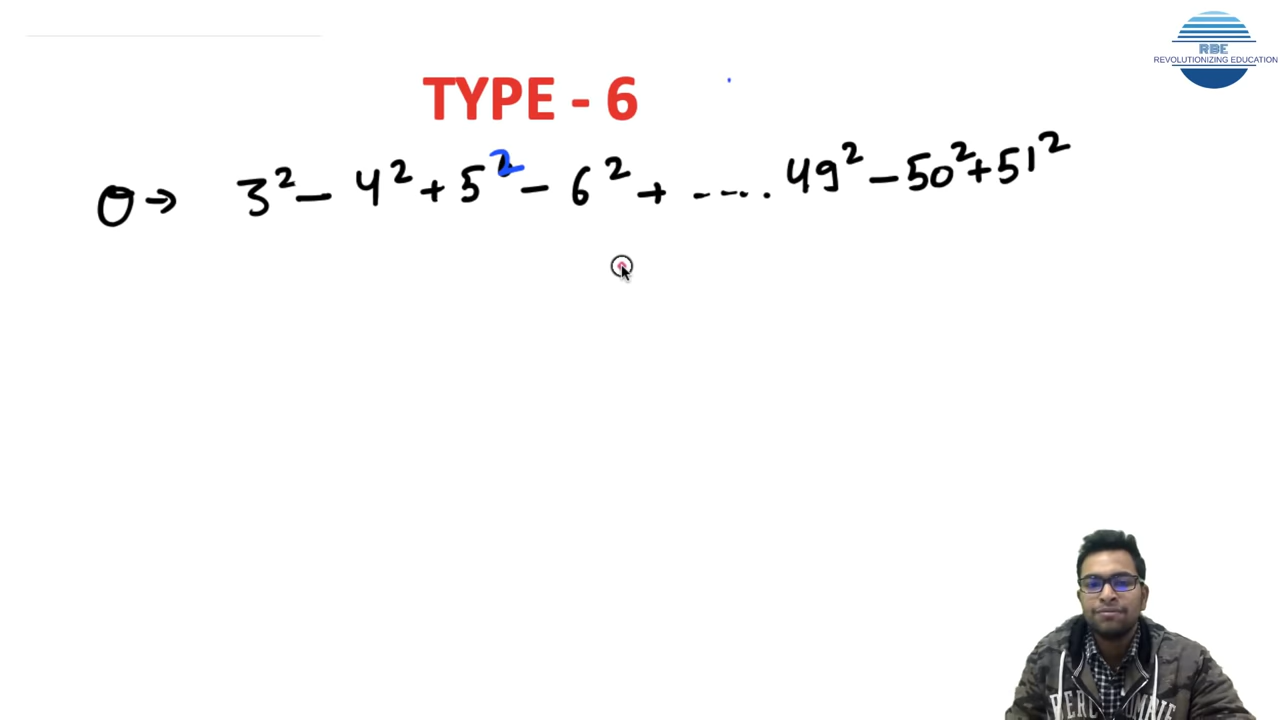 RBE
REVOLUTIONIZING EDUCATION
TYPE - 6
Q → 3² - 4² + 5² - 6² + ---. 49² - 50² + 51²